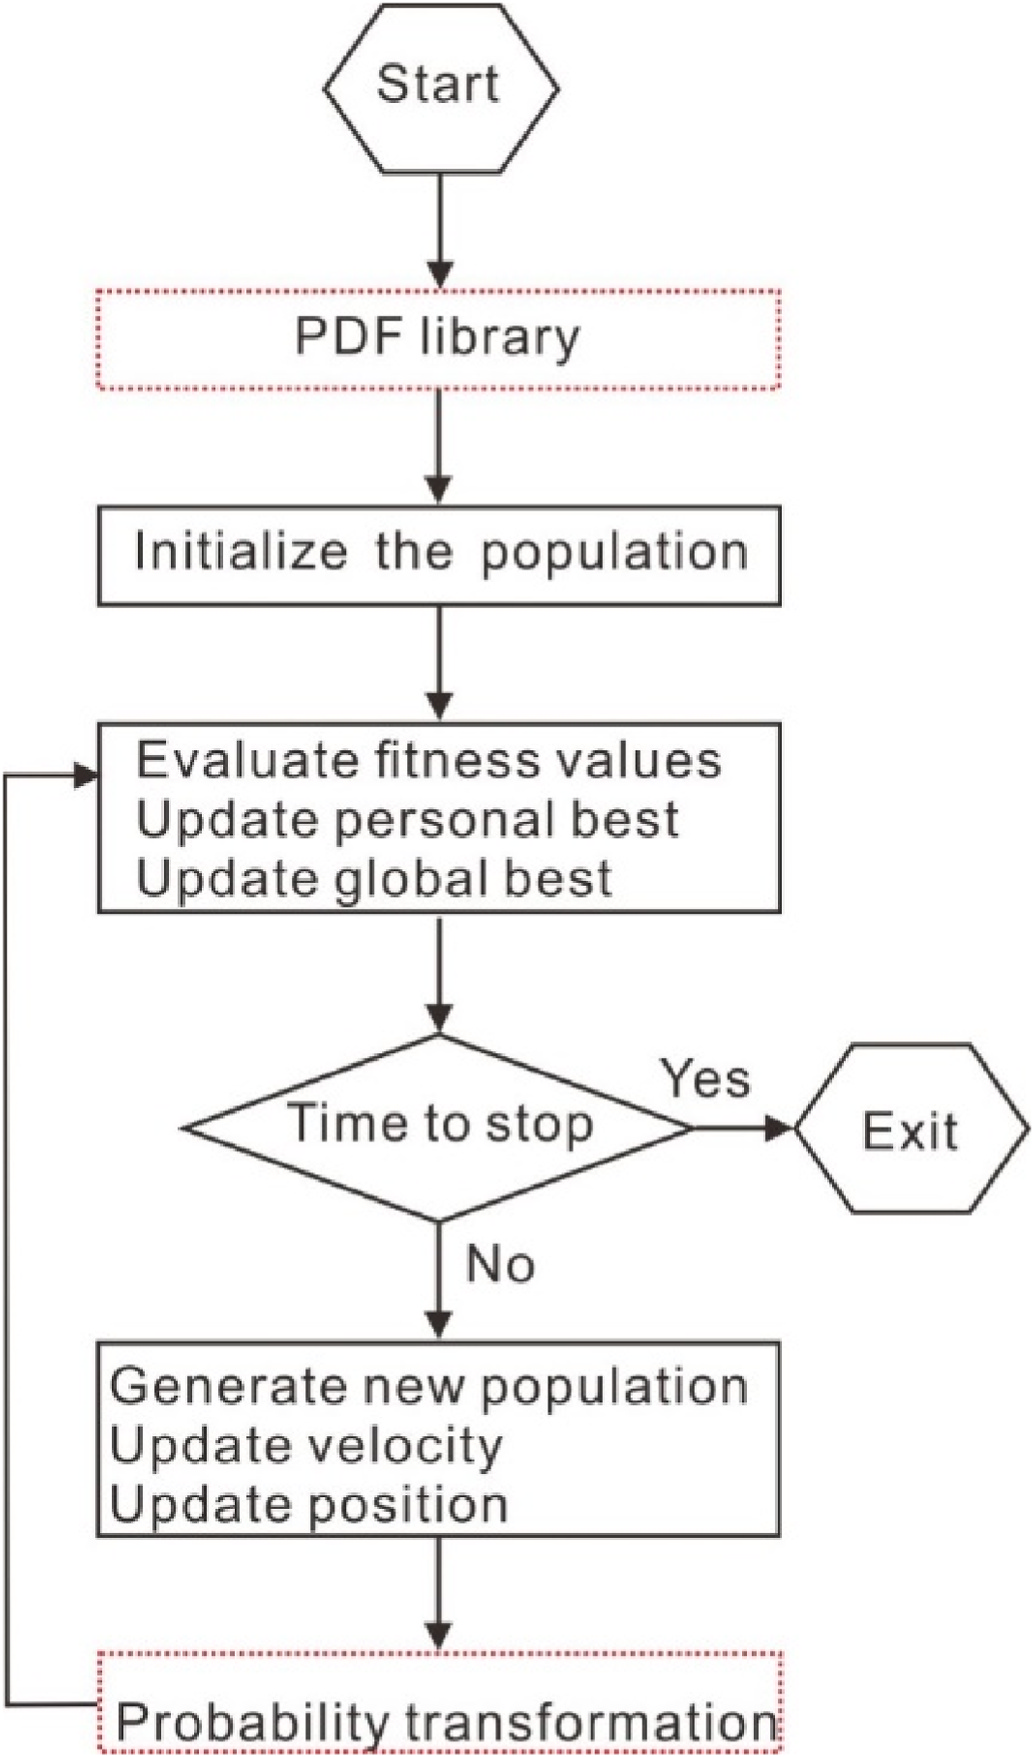 Start
PDF library
Initialize the population
Evaluate fitness values
Update personal best
Update global best
Time to stop
Yes
Exit
No
Generate new population
Update velocity
Update position
Probability transformation